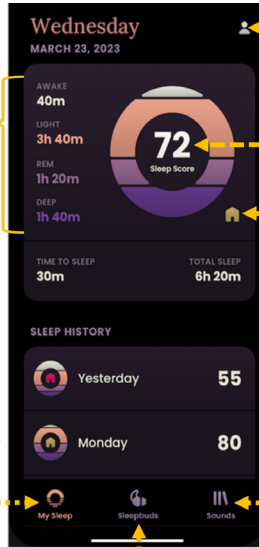 Wednesday
MARCH 23, 2023
AWAKE
40m
LIGHT
3h 40m
REM
1h 20m
DEEP
1h 40m
72
Sleep Score
TIME TO SLEEP
30m
TOTAL SLEEP
6h 20m
SLEEP HISTORY
Yesterday
55
Monday
80
My Sleep
Sleepbuds
Sounds